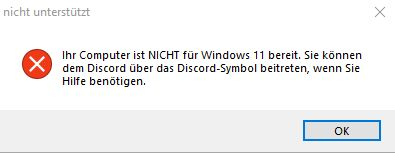 nicht unterstützt
Ihr Computer ist NICHT für Windows 11 bereit. Sie können
dem Discord über das Discord-Symbol beitreten, wenn Sie
Hilfe benötigen.
OK